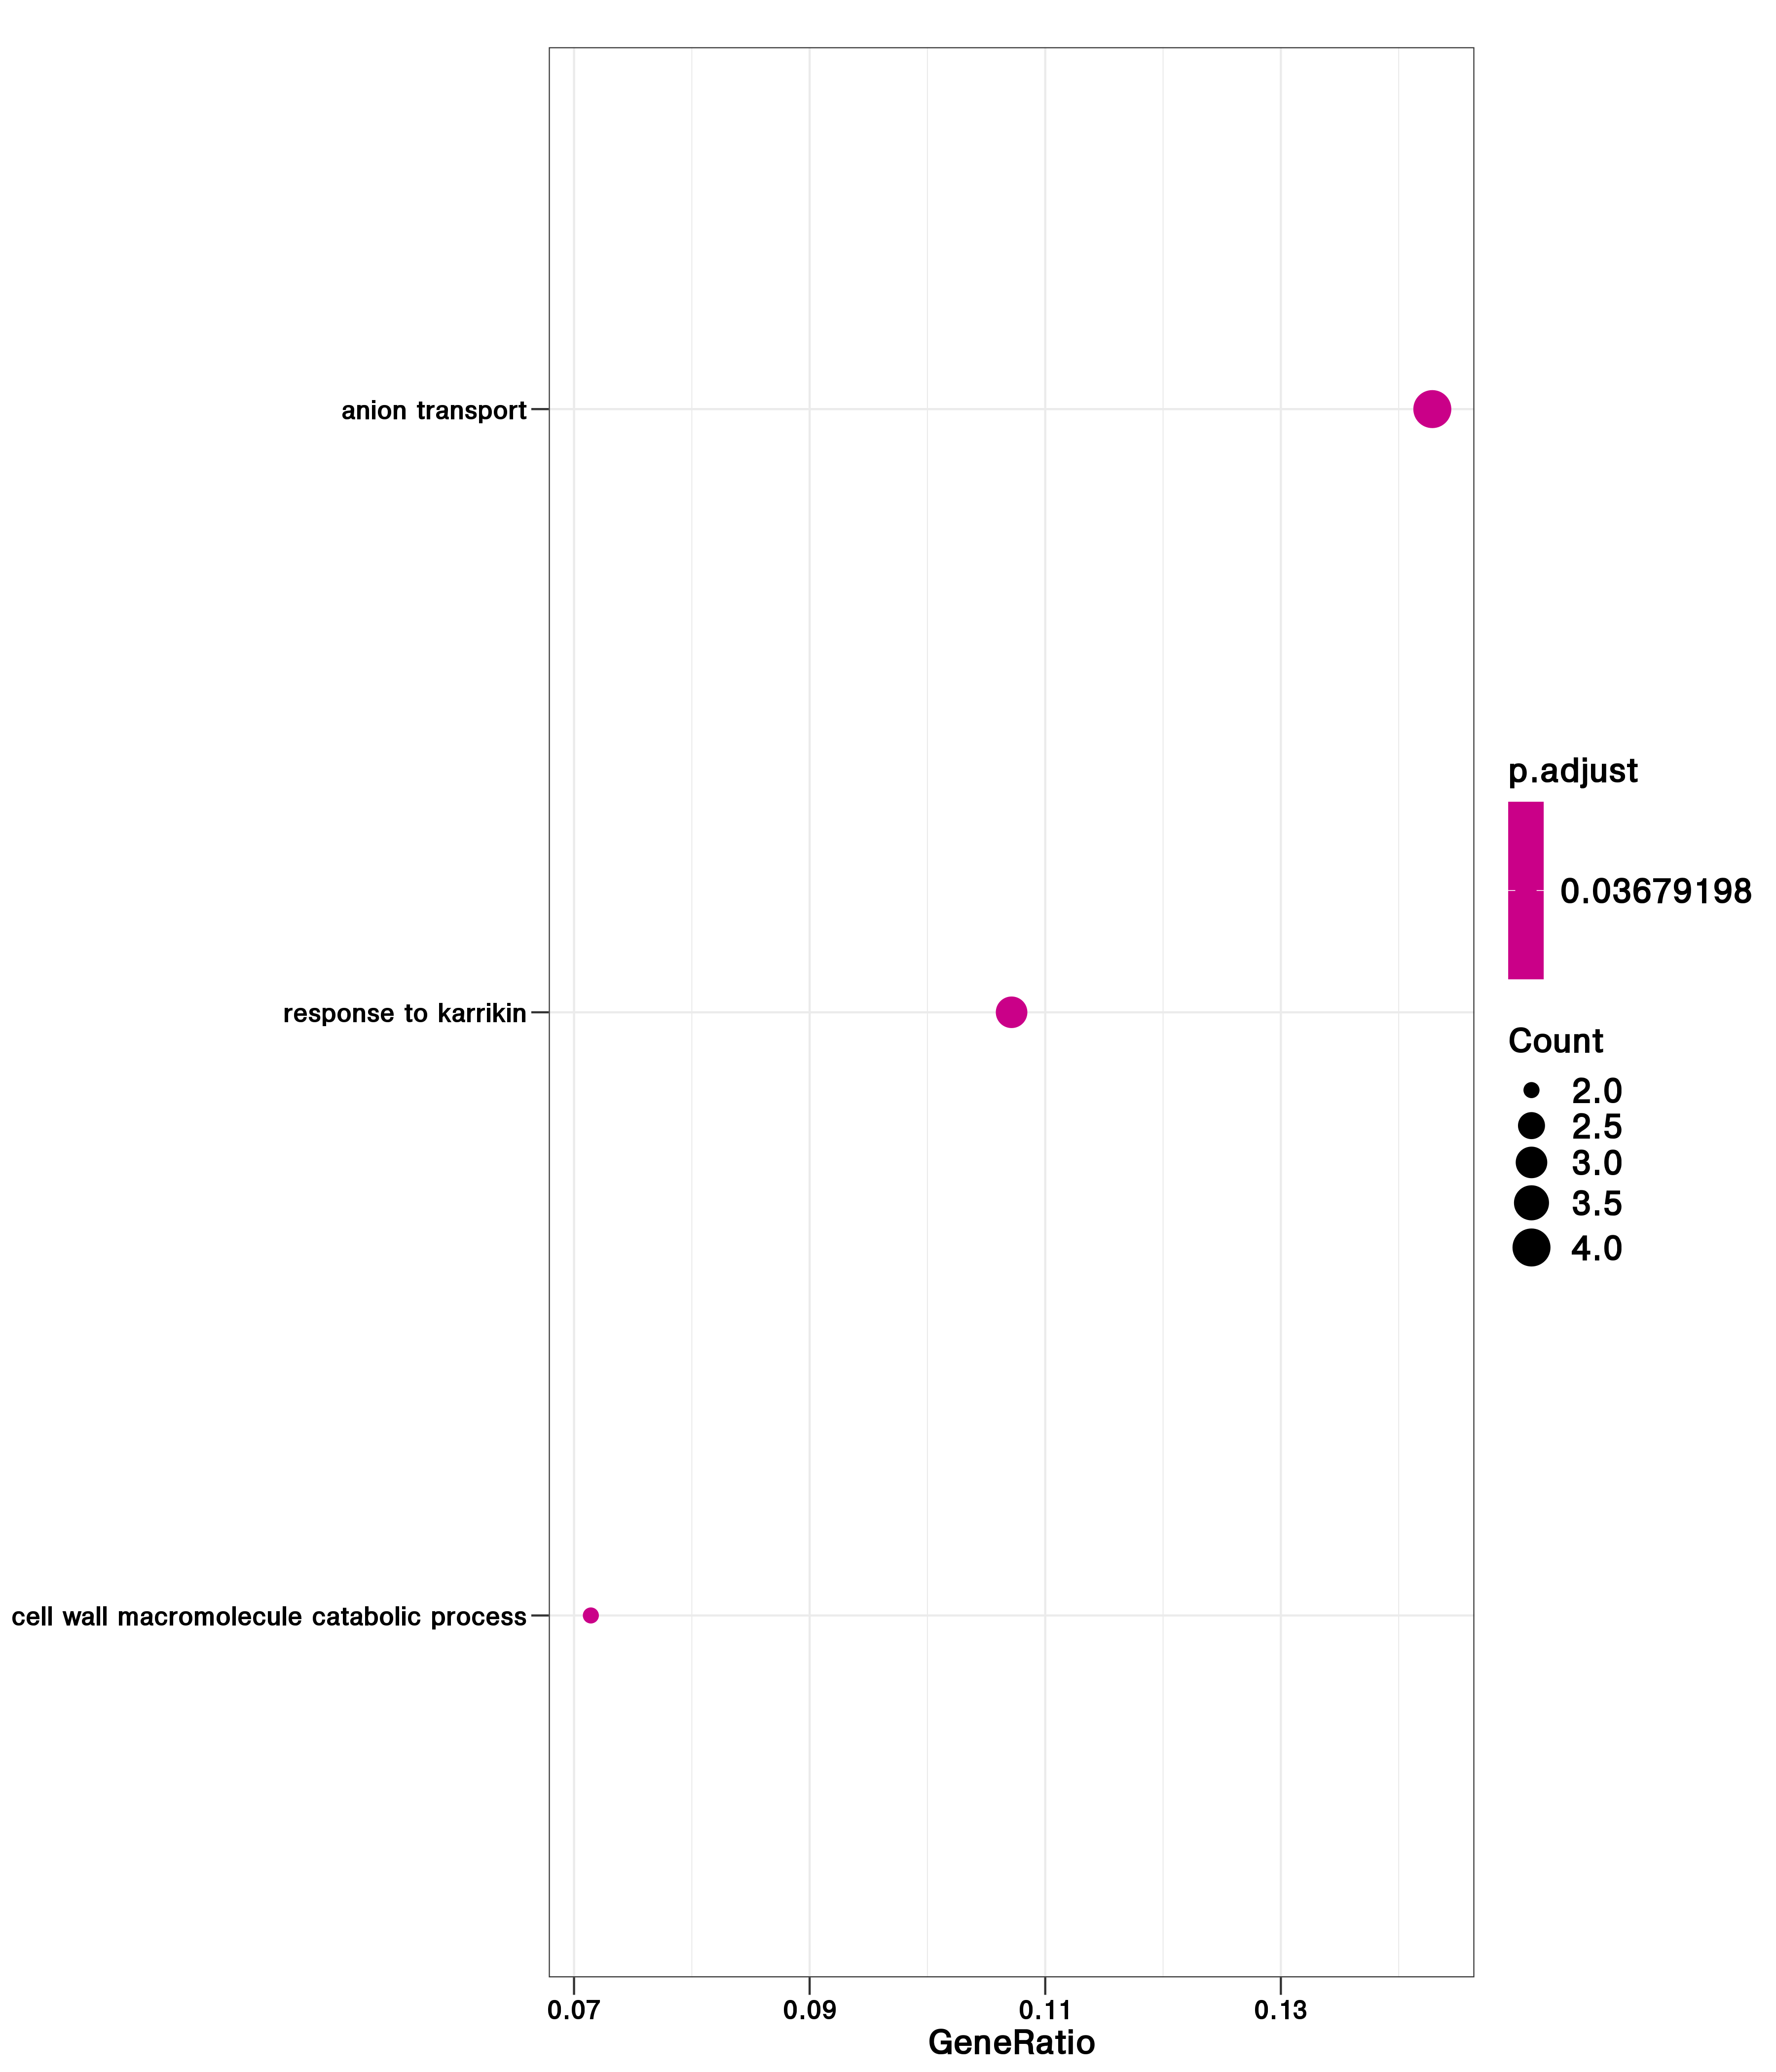 anion transport
response to karrikin
cell wall macromolecule catabolic process
0.07
0.09
0.11
0.13
GeneRatio
p.adjust
0.03679198
Count
2.0
2.5
3.0
3.5
4.0